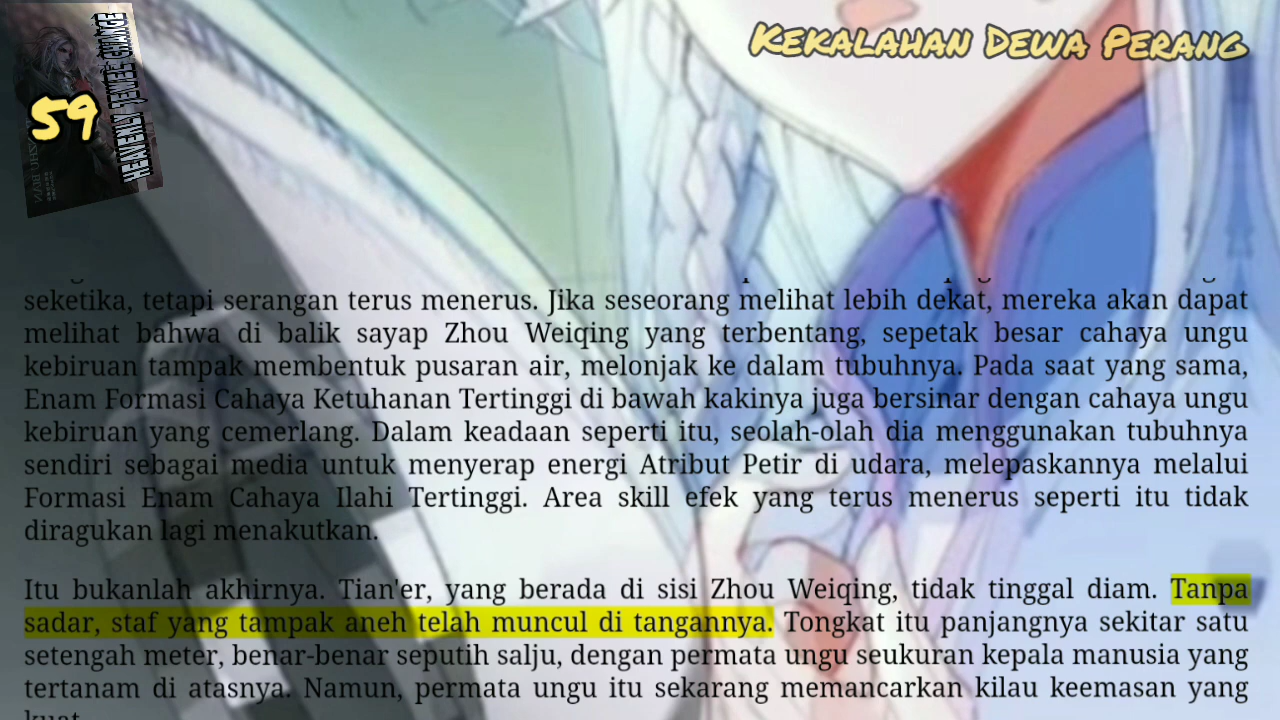 Kekalahan Dewa Perang
59
HEAVENLY JEWEL CHANGE
seketika, tetapi serangan terus menerus. Jika seseorang melihat lebih dekat, mereka akan dapat
melihat bahwa di balik sayap Zhou Weiqing yang terbentang, sepetak besar cahaya ungu
kebiruan tampak membentuk pusaran air, melonjak ke dalam tubuhnya. Pada saat yang sama,
Enam Formasi Cahaya Ketuhanan Tertinggi di bawah kakinya juga bersinar dengan cahaya ungu
kebiruan yang cemerlang. Dalam keadaan seperti itu, seolah-olah dia menggunakan tubuhnya
sendiri sebagai media untuk menyerap energi Atribut Petir di udara, melepaskannya melalui
Formasi Enam Cahaya Ilahi Tertinggi. Area skill efek yang terus menerus seperti itu tidak
diragukan lagi menakutkan.
Itu bukanlah akhirnya. Tian'er, yang berada di sisi Zhou Weiqing, tidak tinggal diam. Tanpa
sadar, staf yang tampak aneh telah muncul di tangannya. Tongkat itu panjangnya sekitar satu
setengah meter, benar-benar seputih salju, dengan permata ungu seukuran kepala manusia yang
tertanam di atasnya. Namun, permata ungu itu sekarang memancarkan kilau keemasan yang